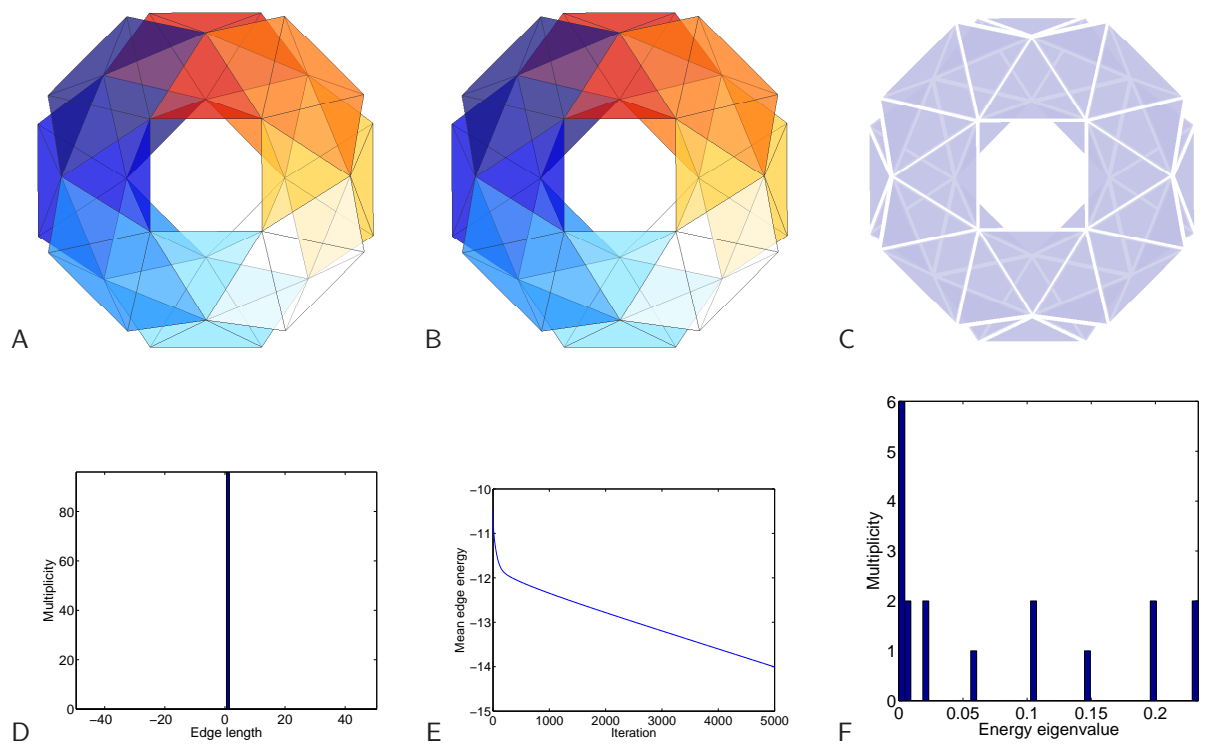 A
B
C
80
60
40
20
0
Multiplicity
−40
−20
0
20
40
Edge length
D
−10
−11
−12
−13
−14
−15
Mean edge energy
0
1000
2000
3000
4000
5000
Iteration
E
6
5
4
3
2
1
0
Multiplicity
0
0.05
0.1
0.15
0.2
Energy eigenvalue
F